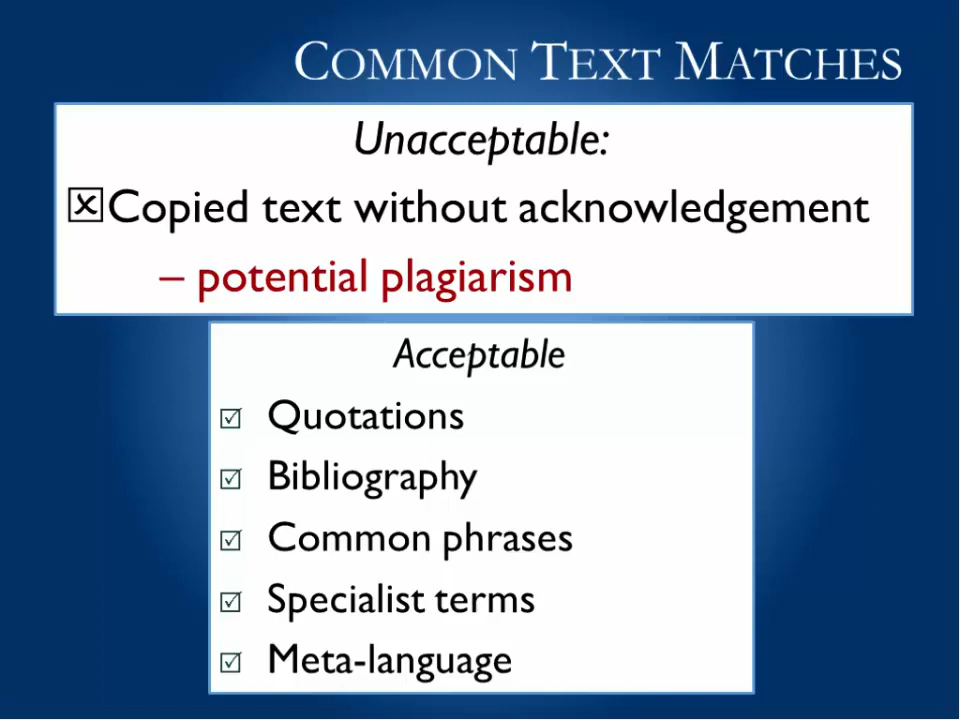 COMMON TEXT MATCHES
Unacceptable:
☒Copied text without acknowledgement
– potential plagiarism
Acceptable
☑ Quotations
☑ Bibliography
☑ Common phrases
☑ Specialist terms
☑ Meta-language